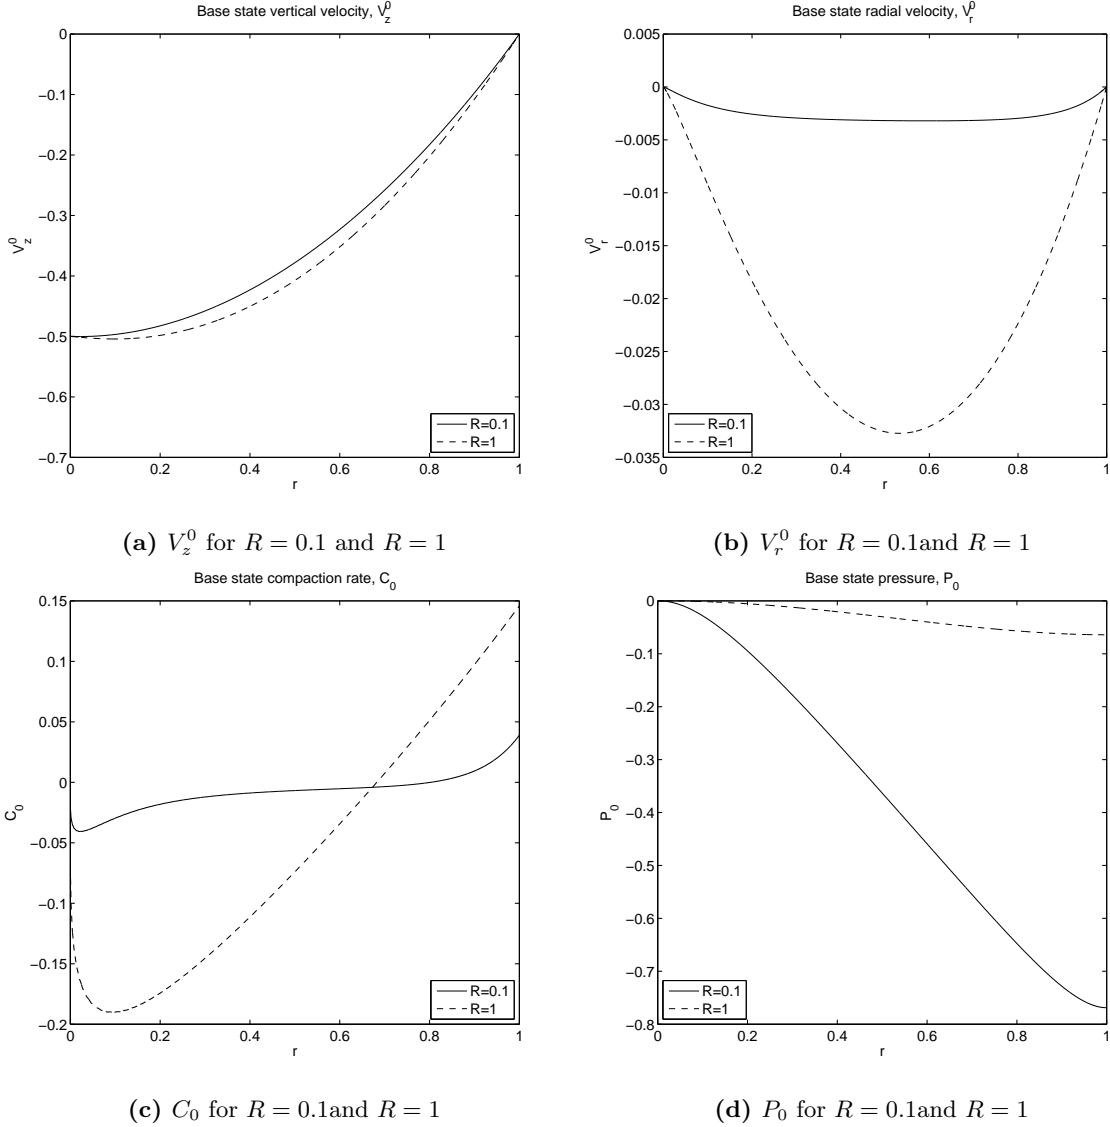 Base state vertical velocity, V_z^0
0
−0.1
−0.2
−0.3
−0.4
−0.5
−0.6
−0.7
V_z^0
0 0.2 0.4 0.6 0.8 1
r
R=0.1
R=1
(a) V_z^0 for R = 0.1 and R = 1
Base state radial velocity, V_r^0
0.005
0
−0.005
−0.01
−0.015
−0.02
−0.025
−0.03
−0.035
V_r^0
0 0.2 0.4 0.6 0.8 1
r
R=0.1
R=1
(b) V_r^0 for R = 0.1and R = 1
Base state compaction rate, C_0
0.15
0.1
0.05
0
−0.05
−0.1
−0.15
−0.2
C_0
0 0.2 0.4 0.6 0.8 1
r
R=0.1
R=1
(c) C_0 for R = 0.1and R = 1
Base state pressure, P_0
0
−0.1
−0.2
−0.3
−0.4
−0.5
−0.6
−0.7
−0.8
P_0
0 0.2 0.4 0.6 0.8 1
r
R=0.1
R=1
(d) P_0 for R = 0.1and R = 1